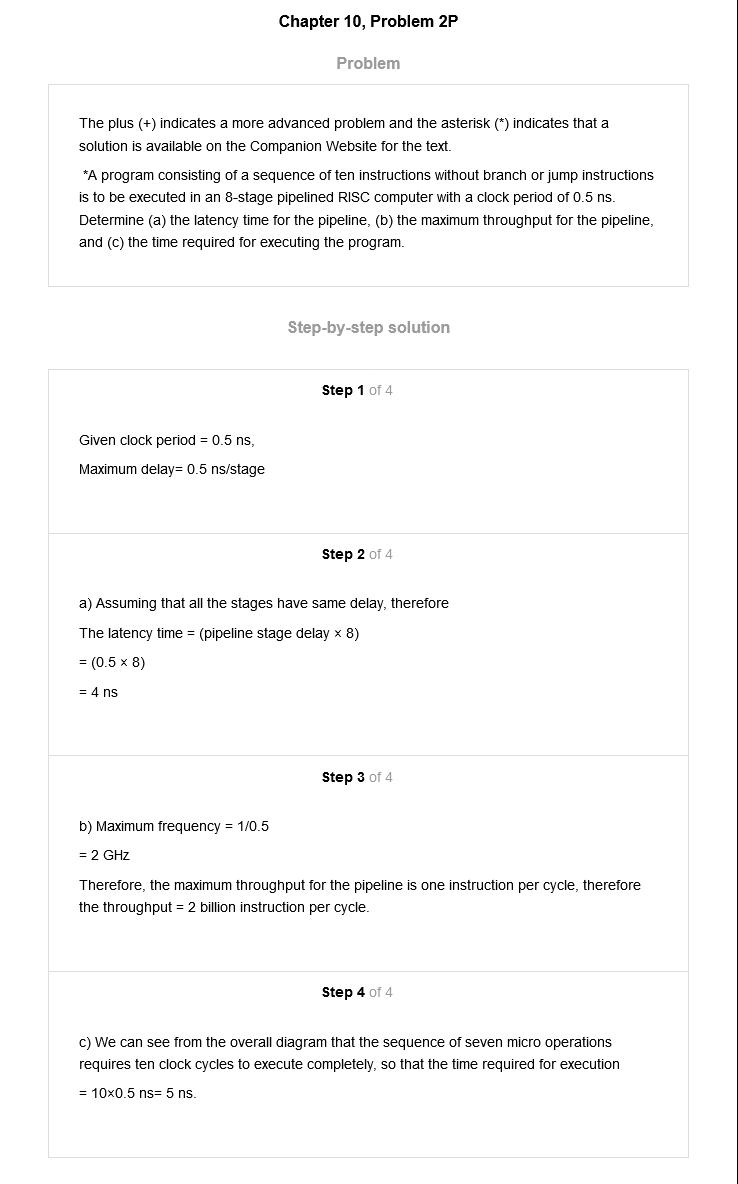 Chapter 10, Problem 2P
Problem
The plus (+) indicates a more advanced problem and the asterisk (*) indicates that a
solution is available on the Companion Website for the text.
*A program consisting of a sequence of ten instructions without branch or jump instructions
is to be executed in an 8-stage pipelined RISC computer with a clock period of 0.5 ns.
Determine (a) the latency time for the pipeline, (b) the maximum throughput for the pipeline,
and (c) the time required for executing the program.
Step-by-step solution
Step 1 of 4
Given clock period = 0.5 ns,
Maximum delay= 0.5 ns/stage
Step 2 of 4
a) Assuming that all the stages have same delay, therefore
The latency time = (pipeline stage delay × 8)
= (0.5 × 8)
= 4 ns
Step 3 of 4
b) Maximum frequency = 1/0.5
= 2 GHz
Therefore, the maximum throughput for the pipeline is one instruction per cycle, therefore
the throughput = 2 billion instruction per cycle.
Step 4 of 4
c) We can see from the overall diagram that the sequence of seven micro operations
requires ten clock cycles to execute completely, so that the time required for execution
= 10×0.5 ns= 5 ns.